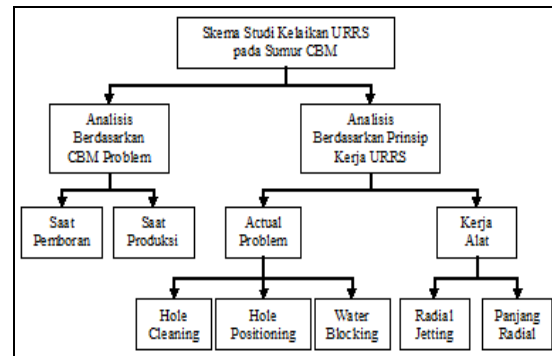 Skema Studi Kelaikan URRS
pada Sumur CBM
Analisis
Berdasarkan
CBM Problem
Analisis
Berdasarkan Prinsip
Kerja URRS
Saat
Pemboran
Saat
Produksi
Actual
Problem
Kerja
Alat
Hole
Cleaning
Hole
Positioning
Water
Blocking
Radial
Jetting
Panjang
Radial